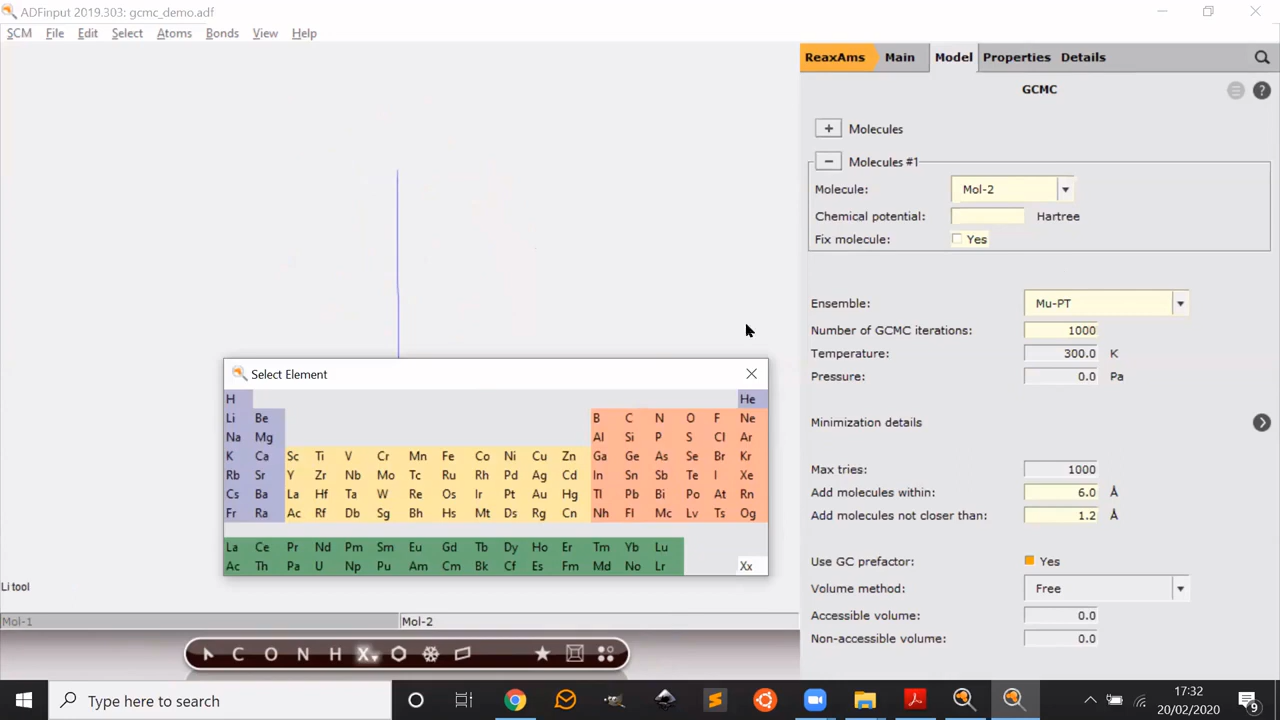 ADFinput 2019.303: gcmc_demo.adf
SCM File Edit Select Atoms Bonds View Help
ReaxAms Main Model Properties Details
GCMC
?
+ Molecules
− Molecules #1
Molecule: Mol-2
Chemical potential: Hartree
Fix molecule: Yes
Ensemble: Mu-PT
Number of GCMC iterations: 1000
Temperature: 300.0 K
Pressure: 0.0 Pa
Minimization details
Max tries: 1000
Add molecules within: 6.0 Å
Add molecules not closer than: 1.2 Å
Use GC prefactor: Yes
Volume method: Free
Accessible volume: 0.0
Non-accessible volume: 0.0
Select Element
H He
Li Be B C N O F Ne
Na Mg Al Si P S Cl Ar
K Ca Sc Ti V Cr Mn Fe Co Ni Cu Zn Ga Ge As Se Br Kr
Rb Sr Y Zr Nb Mo Tc Ru Rh Pd Ag Cd In Sn Sb Te I Xe
Cs Ba La Hf Ta W Re Os Ir Pt Au Hg Tl Pb Bi Po At Rn
Fr Ra Ac Rf Db Sg Bh Hs Mt Ds Rg Cn Nh Fl Mc Lv Ts Og
La Ce Pr Nd Pm Sm Eu Gd Tb Dy Ho Er Tm Yb Lu
Ac Th Pa U Np Pu Am Cm Bk Cf Es Fm Md No Lr Xx
Li tool
Mol-1 Mol-2
C O N H X
Type here to search
17:32
20/02/2020
9